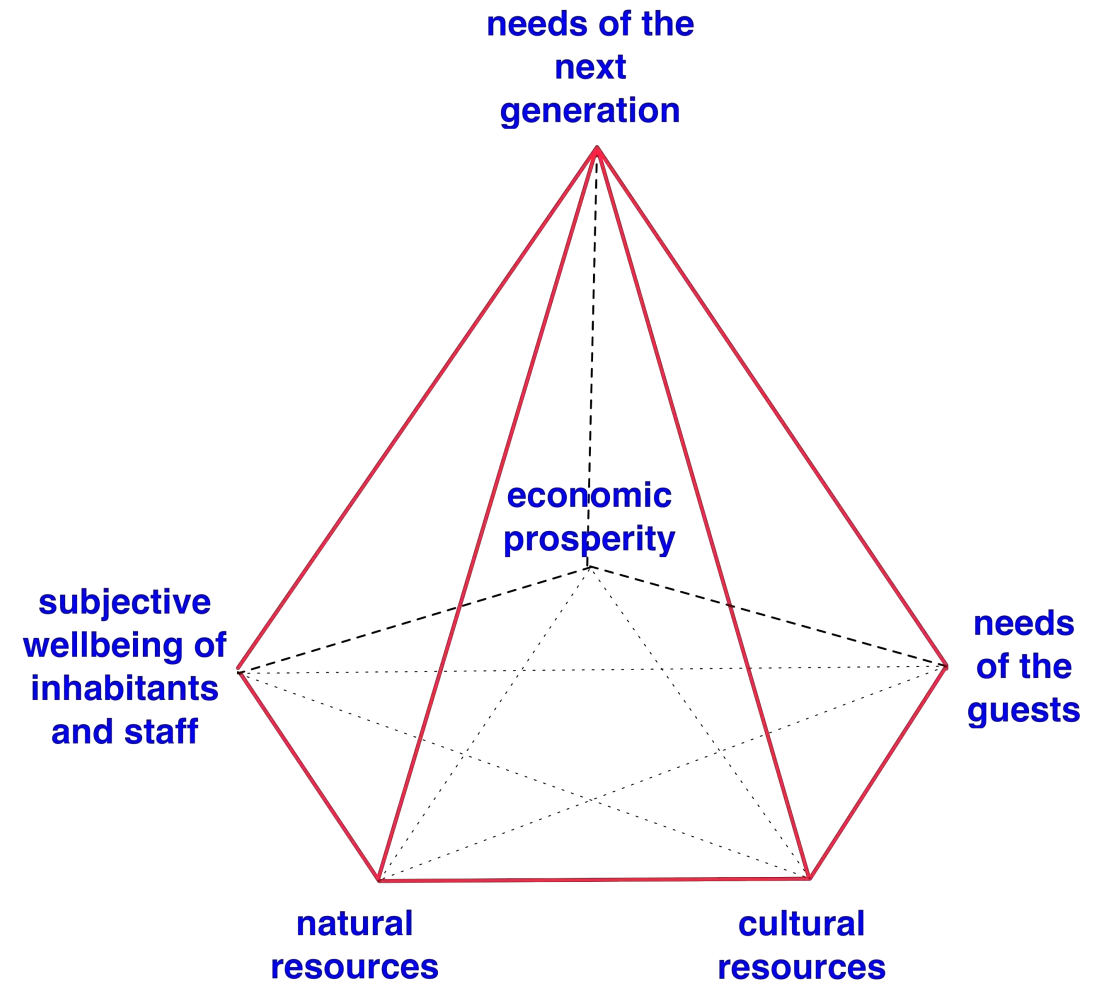 needs of the
next
generation
economic
prosperity
subjective
wellbeing of
inhabitants
and staff
needs
of the
guests
natural
resources
cultural
resources